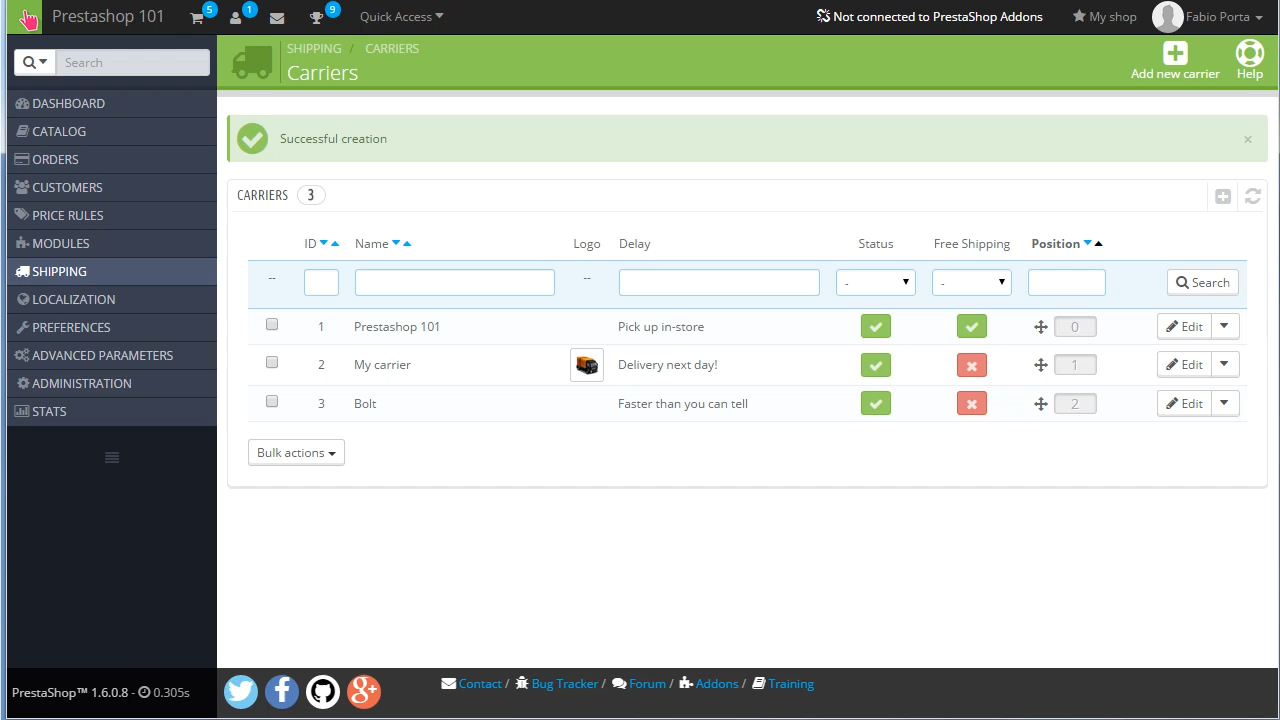 Prestashop 101 5 1 9 Quick Access Not connected to PrestaShop Addons My shop Fabio Porta
Search
SHIPPING / CARRIERS
Carriers
Add new carrier Help
DASHBOARD
CATALOG
ORDERS
CUSTOMERS
PRICE RULES
MODULES
SHIPPING
LOCALIZATION
PREFERENCES
ADVANCED PARAMETERS
ADMINISTRATION
STATS
Successful creation ×
CARRIERS 3
ID Name Logo Delay Status Free Shipping Position
-- -- - - Search
1 Prestashop 101 Pick up in-store 0 Edit
2 My carrier Delivery next day! 1 Edit
3 Bolt Faster than you can tell 2 Edit
Bulk actions
PrestaShop™ 1.6.0.8 - 0.305s
Contact / Bug Tracker / Forum / Addons / Training